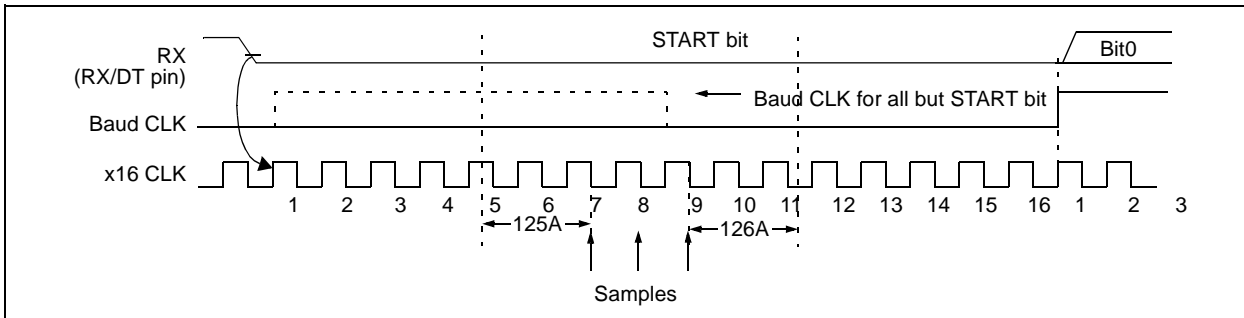 START bit
RX
(RX/DT pin)
Bit0
Baud CLK for all but START bit
Baud CLK
x16 CLK
1 2 3 4 5 6 7 8 9 10 11 12 13 14 15 16 1 2 3
125A 126A
Samples